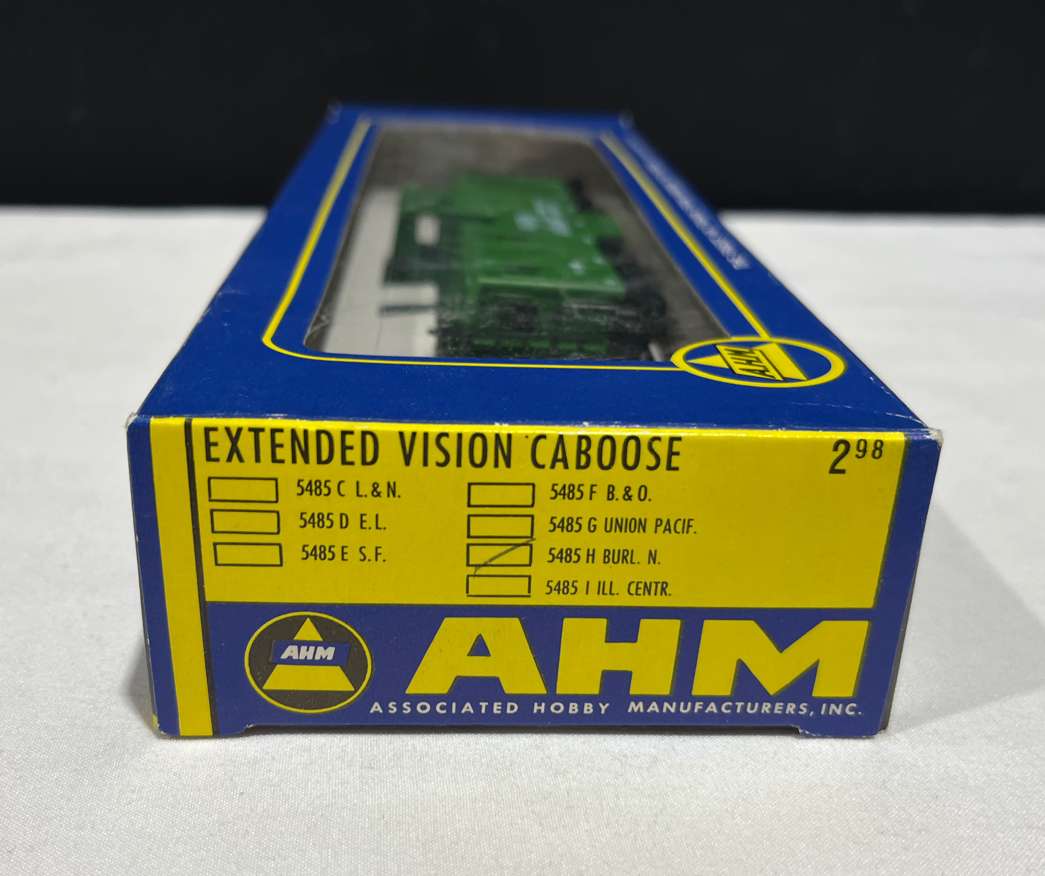 AHM
EXTENDED VISION CABOOSE 2 98
5485 C L. & N.
5485 D E. L.
5485 E S. F.
5485 F B. & O.
5485 G UNION PACIF.
5485 H BURL. N.
5485 I ILL. CENTR.
AHM
AHM
ASSOCIATED HOBBY MANUFACTURERS, INC.